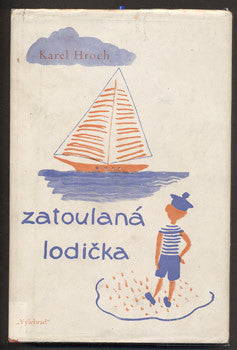 Karel Hroch
zatoulaná
lodička
„Vyšehrad“